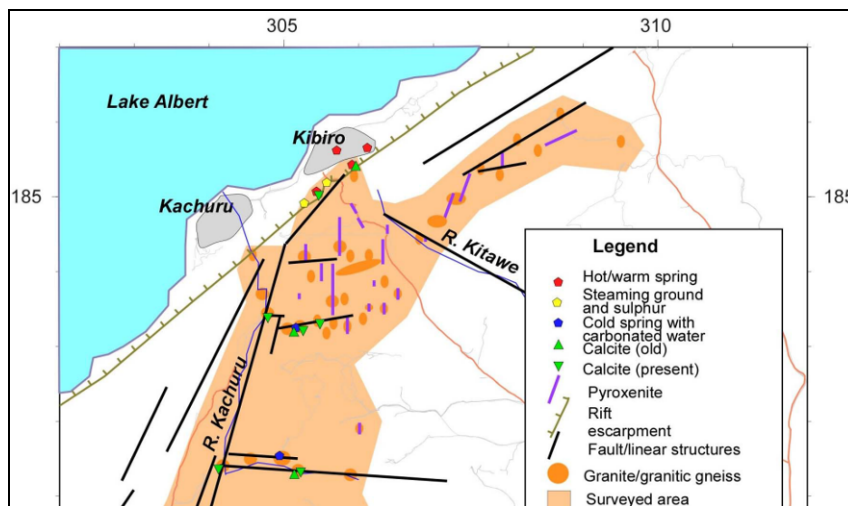 305
310
Lake Albert
Kibiro
185
185
Kachuru
R. Kitawe
R. Kachuru
Legend
Hot/warm spring
Steaming ground
and sulphur
Cold spring with
carbonated water
Calcite (old)
Calcite (present)
Pyroxenite
Rift
escarpment
Fault/linear structures
Granite/granitic gneiss
Surveyed area